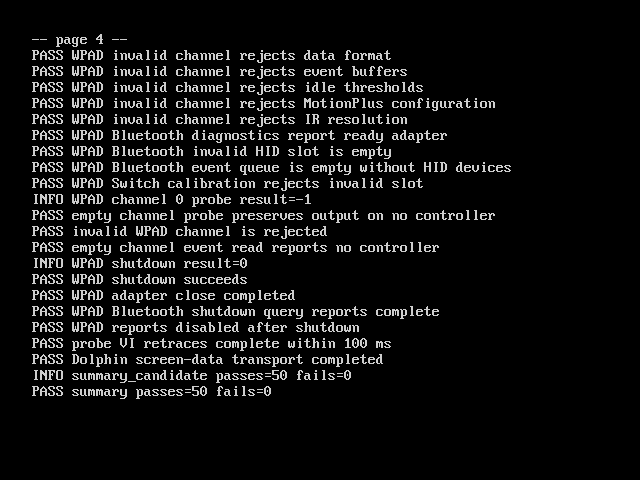 -- page 4 --
PASS WPAD invalid channel rejects data format
PASS WPAD invalid channel rejects event buffers
PASS WPAD invalid channel rejects idle thresholds
PASS WPAD invalid channel rejects MotionPlus configuration
PASS WPAD invalid channel rejects IR resolution
PASS WPAD Bluetooth diagnostics report ready adapter
PASS WPAD Bluetooth invalid HID slot is empty
PASS WPAD Bluetooth event queue is empty without HID devices
PASS WPAD Switch calibration rejects invalid slot
INFO WPAD channel 0 probe result=-1
PASS empty channel probe preserves output on no controller
PASS invalid WPAD channel is rejected
PASS empty channel event read reports no controller
INFO WPAD shutdown result=0
PASS WPAD shutdown succeeds
PASS WPAD adapter close completed
PASS WPAD Bluetooth shutdown query reports complete
PASS WPAD reports disabled after shutdown
PASS probe VI retraces complete within 100 ms
PASS Dolphin screen-data transport completed
INFO summary_candidate passes=50 fails=0
PASS summary passes=50 fails=0